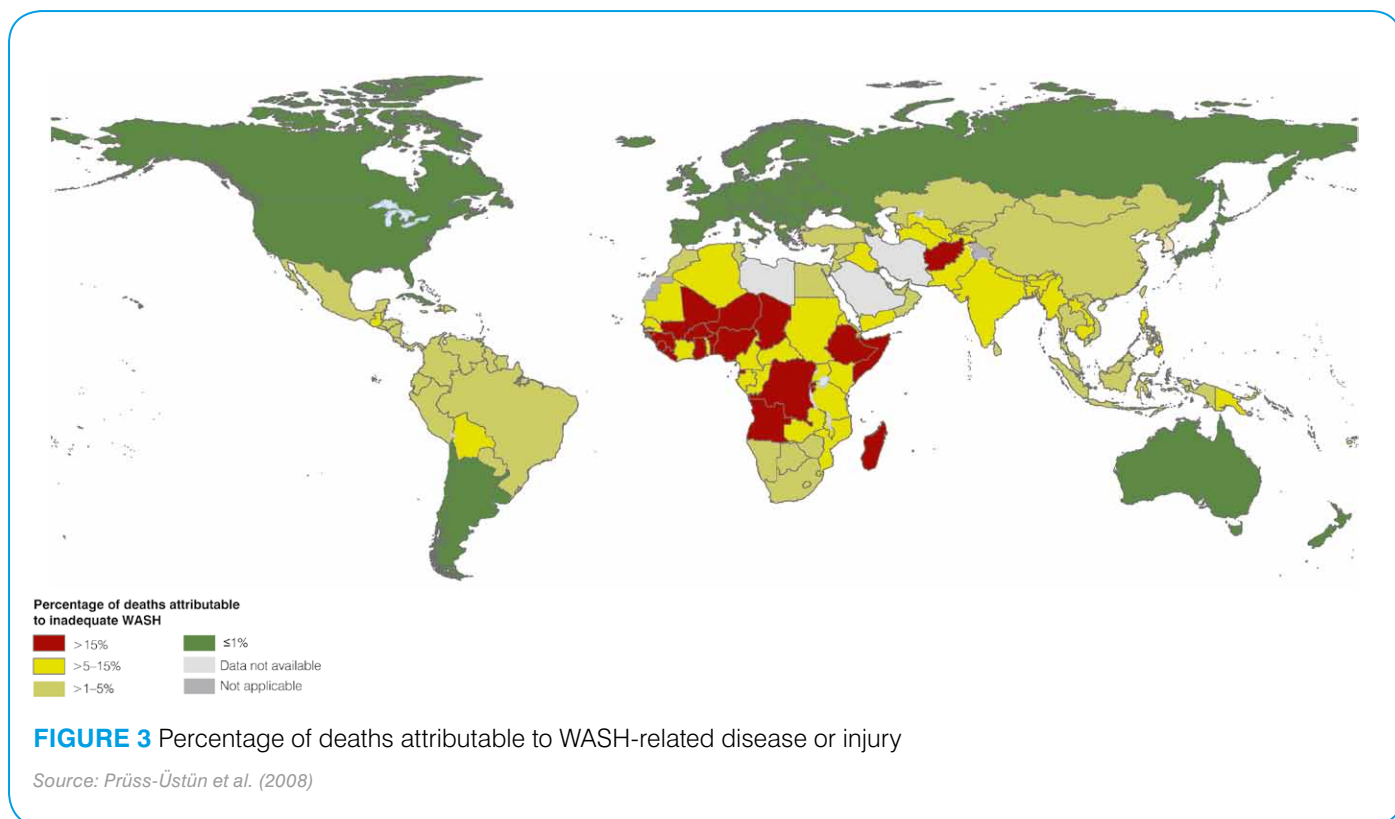 Percentage of deaths attributable
to inadequate WASH
>15%
>5–15%
>1–5%
≤1%
Data not available
Not applicable
FIGURE 3 Percentage of deaths attributable to WASH-related disease or injury
Source: Prüss-Üstün et al. (2008)